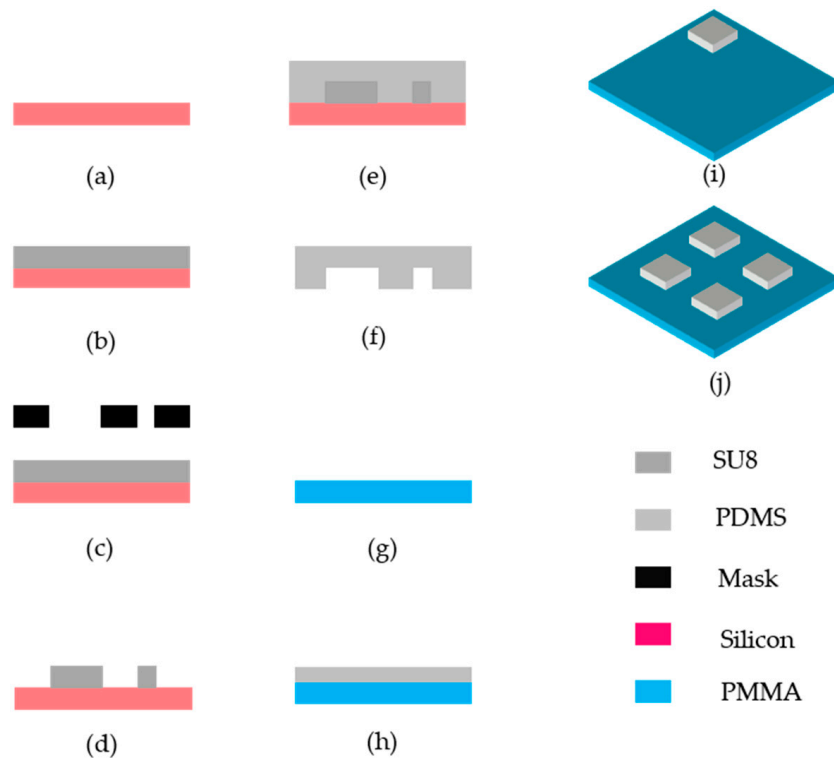 (a)
(b)
(c)
(d)
(e)
(f)
(g)
(h)
(i)
(j)
SU8
PDMS
Mask
Silicon
PMMA